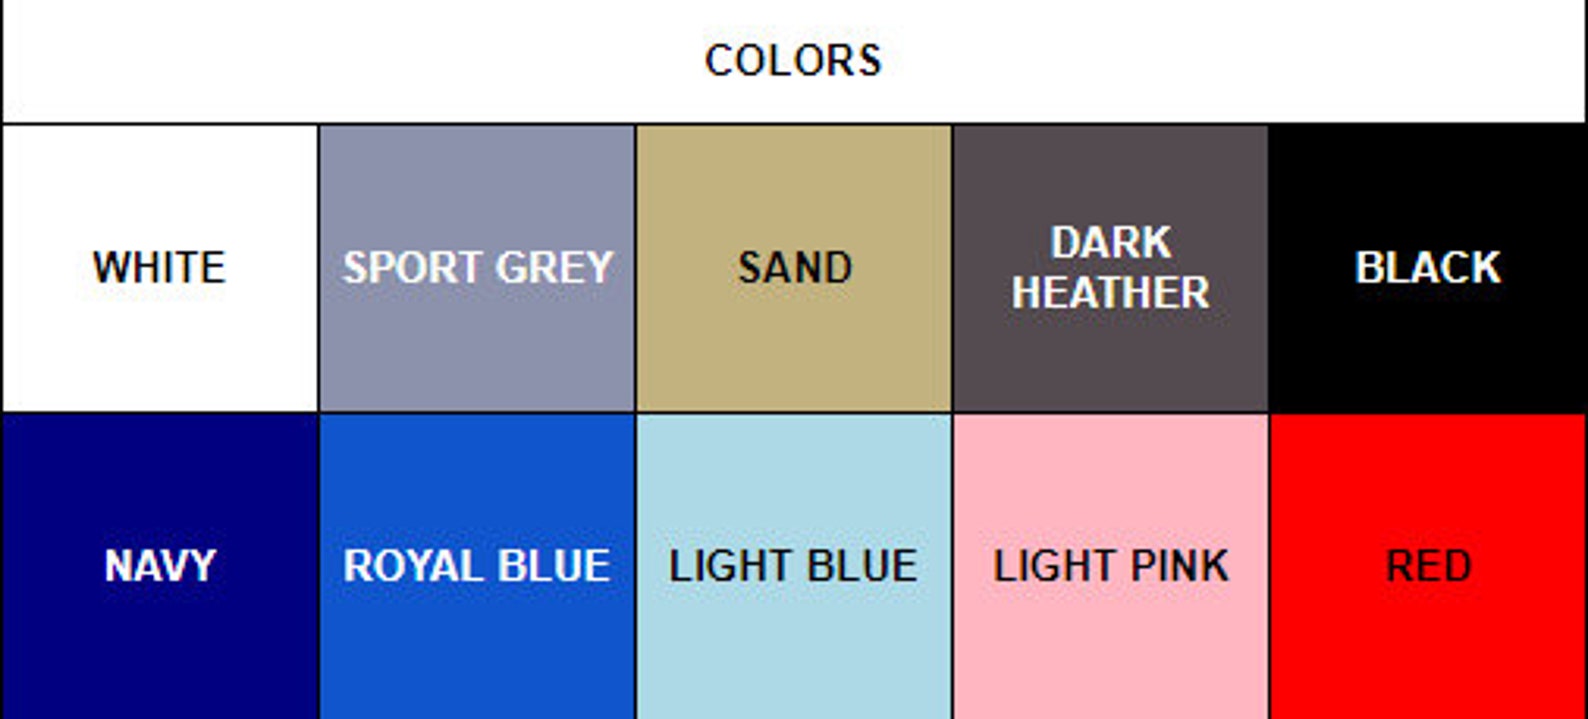 COLORS
WHITE
SPORT GREY
SAND
DARK
HEATHER
BLACK
NAVY
ROYAL BLUE
LIGHT BLUE
LIGHT PINK
RED